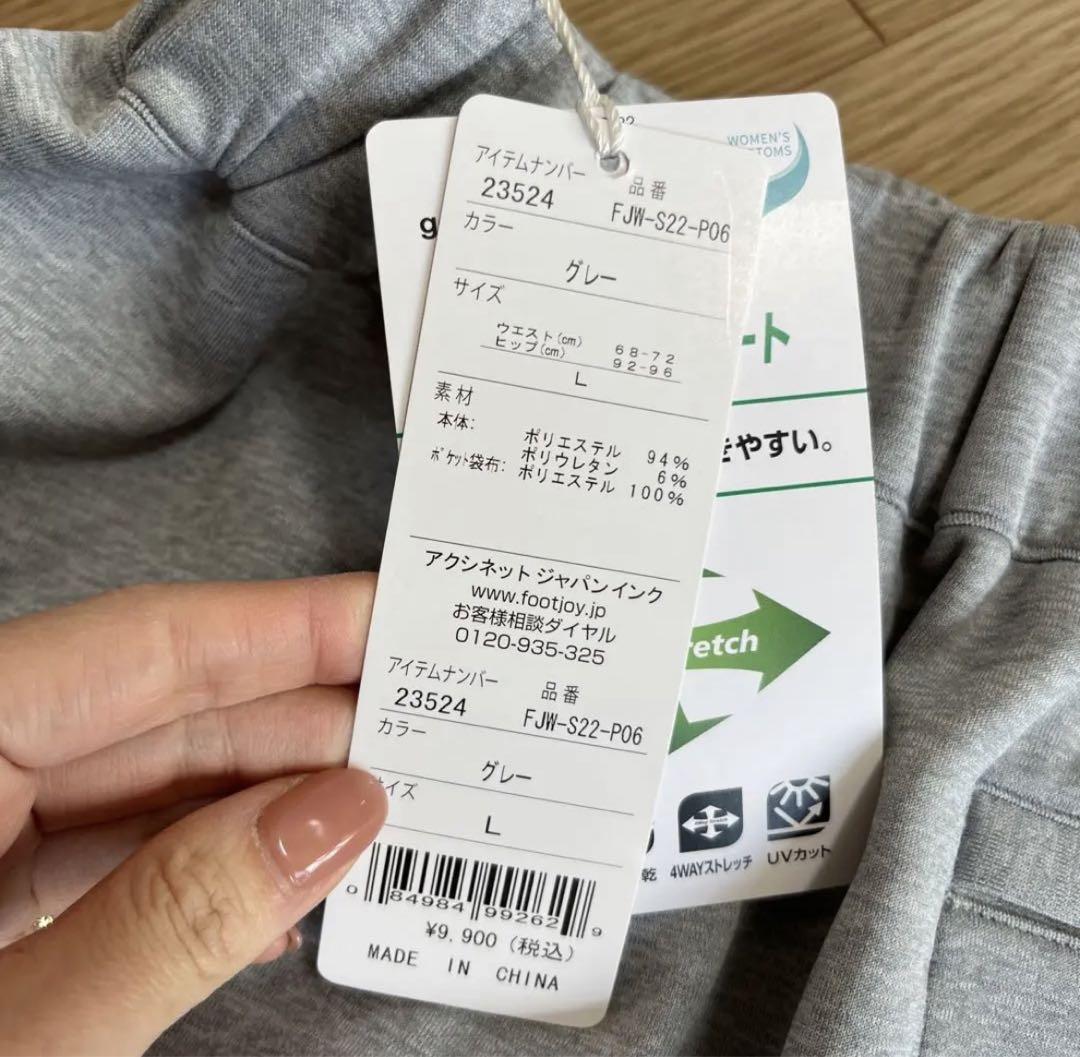 アイテムナンバー 品番
23524 FJW-S22-P06
カラー
グレー
サイズ
ウエスト(cm) 68-72
ヒップ(cm) 92-96
L
素材
本体: ポリエステル 94%
ポリウレタン 6%
ポケット袋布: ポリエステル 100%
アクシネット ジャパン インク
www.footjoy.jp
お客様相談ダイヤル
0120-935-325
アイテムナンバー 品番
23524 FJW-S22-P06
カラー
グレー
イズ
L
0 84984 99262 9
¥9,900 (税込)
MADE IN CHINA
WOMEN'S
ート
きやすい。
retch
乾 4WAYストレッチ UVカット